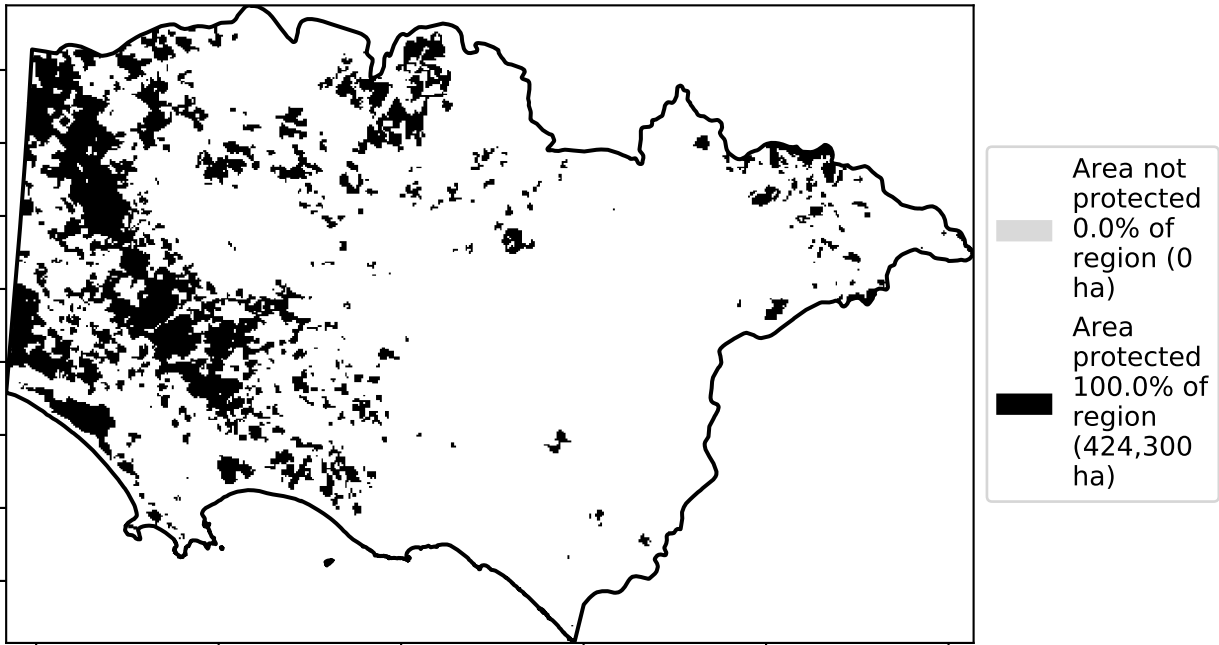 Area not
protected
0.0% of
region (0
ha)
Area
protected
100.0% of
region
(424,300
ha)